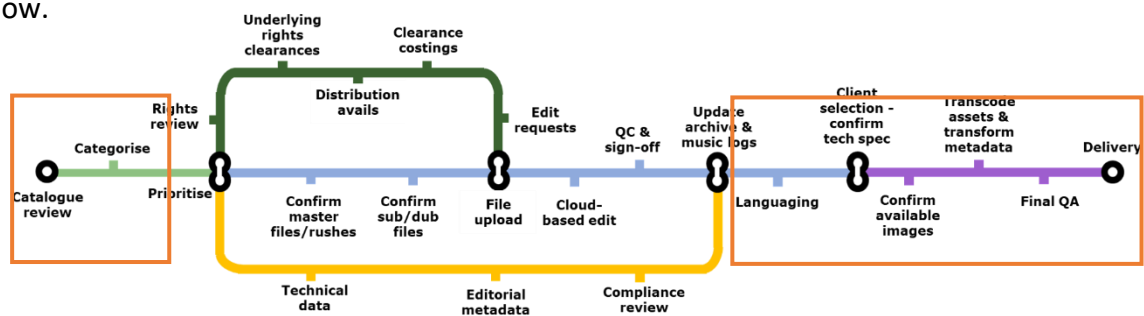 ow.
Underlying
rights
clearances
Clearance
costings
Distribution
avails
Rights
review
Edit
requests
Update
archive &
music logs
Client
selection –
confirm
tech spec
Transcode
assets &
transform
metadata
Categorise
QC &
sign-off
Delivery
Catalogue
review
Prioritise
Confirm
master
files/rushes
Confirm
sub/dub
files
File
upload
Cloud-
based edit
Languaging
Confirm
available
images
Final QA
Technical
data
Editorial
metadata
Compliance
review